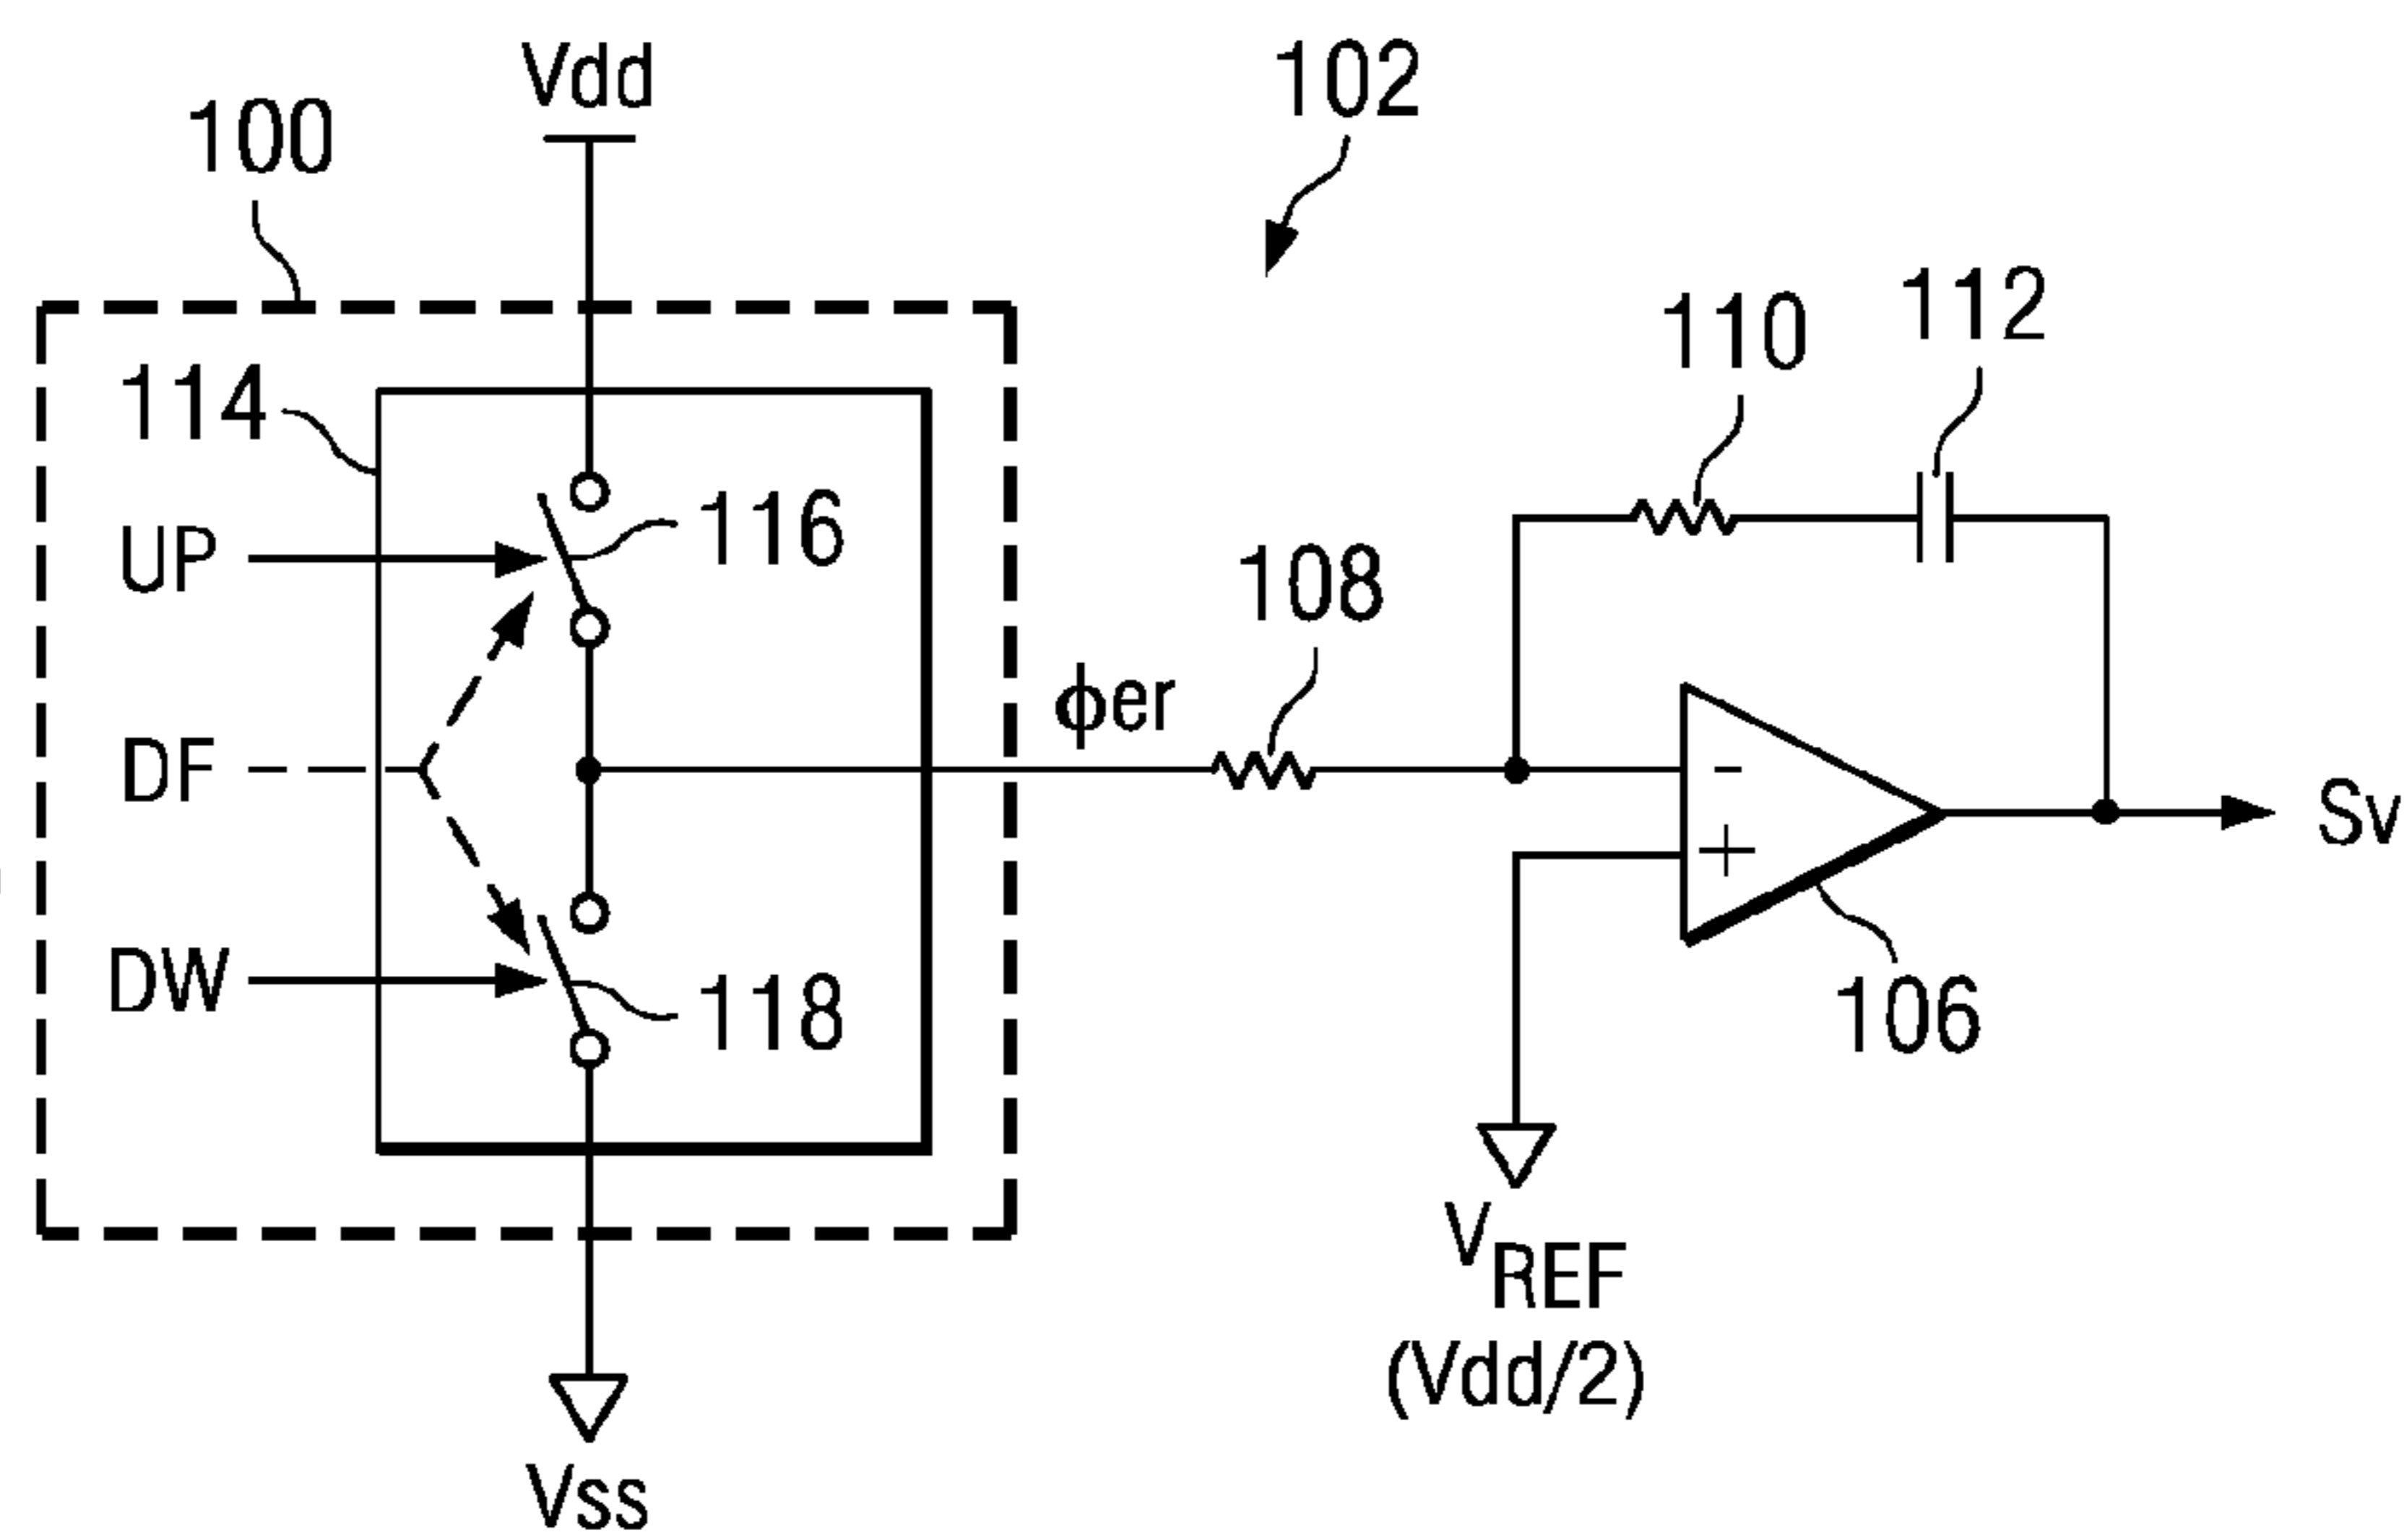 Vdd
102
100
110
112
114
UP
116
108
DF
ϕer
-
+
Sv
DW
118
106
VREF
(Vdd/2)
Vss